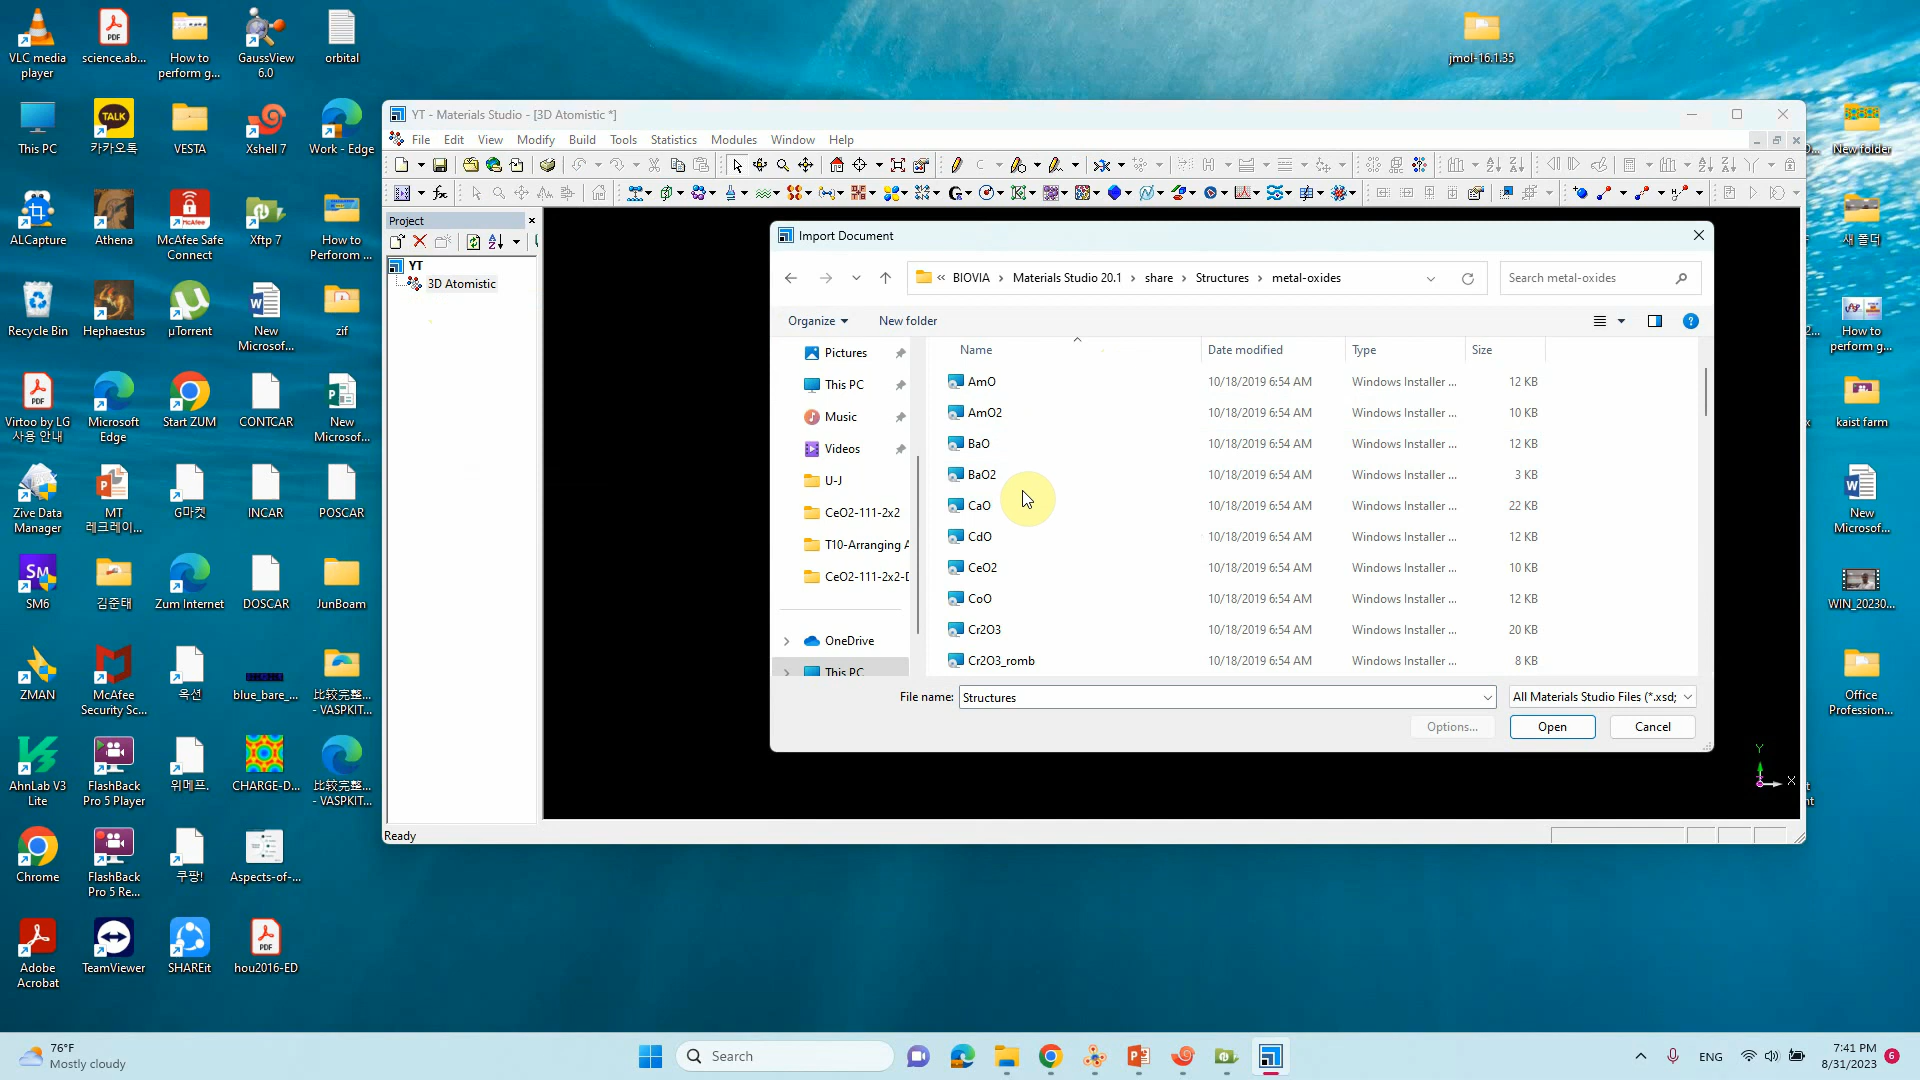 VLC media
player
science.ab...
How to
perform g...
GaussView
6.0
orbital
jmol-16.1.35
This PC
TALK
카카오톡
VESTA
Xshell 7
Work - Edge
New folder
ALCapture
Athena
McAfee Safe
Connect
Xftp 7
How to
Perforom ...
새 폴더
Recycle Bin
Hephaestus
µTorrent
New
Microsof...
zif
How to
perform g...
Virtoo by LG
사용 안내
Microsoft
Edge
Start ZUM
CONTCAR
New
Microsof...
kaist farm
Zive Data
Manager
MT
레크레이...
G마켓
INCAR
POSCAR
New
Microsof...
SM
SM6
김준태
Zum Internet
DOSCAR
JunBoam
WIN_20230...
ZMAN
McAfee
Security Sc...
옥션
blue_bare_...
比较完整...
- VASPKIT...
Office
Profession...
AhnLab V3
Lite
FlashBack
Pro 5 Player
위메프.
CHARGE-D...
比较完整...
- VASPKIT...
Chrome
FlashBack
Pro 5 Re...
쿠팡!
Aspects-of-...
Adobe
Acrobat
TeamViewer
SHAREit
hou2016-ED
YT - Materials Studio - [3D Atomistic *]
File Edit View Modify Build Tools Statistics Modules Window Help
Project
YT
3D Atomistic
Ready
Import Document
« BIOVIA > Materials Studio 20.1 > share > Structures > metal-oxides
Search metal-oxides
Organize
New folder
Pictures
This PC
Music
Videos
U-J
CeO2-111-2x2
T10-Arranging A
CeO2-111-2x2-D
OneDrive
This PC
Name Date modified Type Size
AmO 10/18/2019 6:54 AM Windows Installer ... 12 KB
AmO2 10/18/2019 6:54 AM Windows Installer ... 10 KB
BaO 10/18/2019 6:54 AM Windows Installer ... 12 KB
BaO2 10/18/2019 6:54 AM Windows Installer ... 3 KB
CaO 10/18/2019 6:54 AM Windows Installer ... 22 KB
CdO 10/18/2019 6:54 AM Windows Installer ... 12 KB
CeO2 10/18/2019 6:54 AM Windows Installer ... 10 KB
CoO 10/18/2019 6:54 AM Windows Installer ... 12 KB
Cr2O3 10/18/2019 6:54 AM Windows Installer ... 20 KB
Cr2O3_romb 10/18/2019 6:54 AM Windows Installer ... 8 KB
File name: Structures
All Materials Studio Files (*.xsd;
Options...
Open
Cancel
Y
X
76°F
Mostly cloudy
Search
ENG
7:41 PM
8/31/2023
6